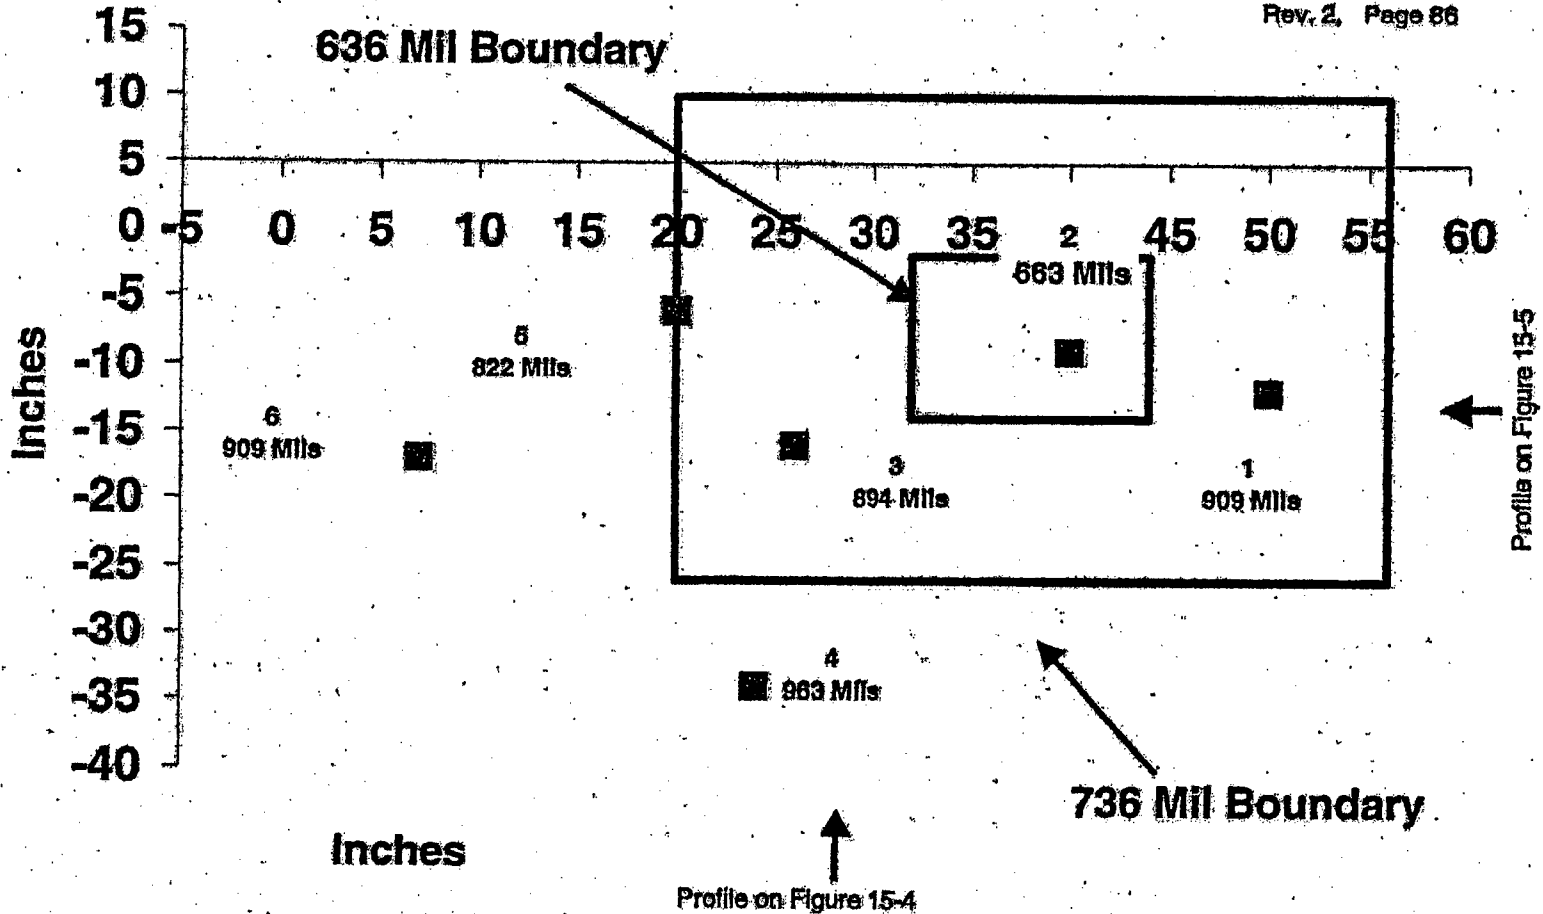 Rev. 2, Page 86
15
636 Mil Boundary
10
5
0
-5 0 5 10 15 20 25 30 35 2 45 50 55 60
663 Mils
-5
5
822 Mils
-10
6
909 Mils
-15
3
894 Mils
1
909 Mils
-20
-25
-30
4
963 Mils
-35
-40
Inches
Inches
736 Mil Boundary
Profile on Figure 15-5
Profile on Figure 15-4